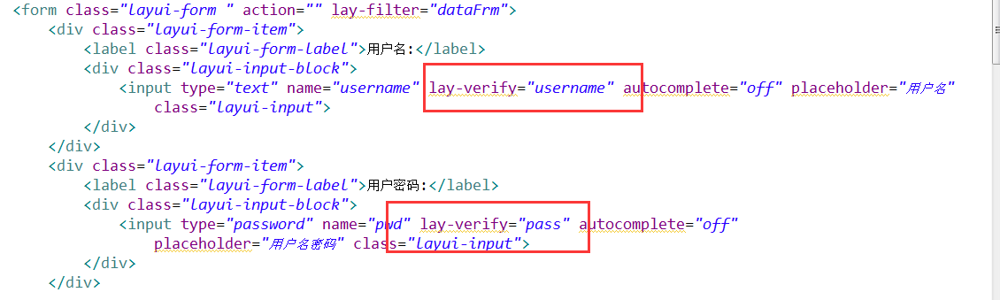 <form class="layui-form " action="" lay-filter="dataFrm">
<div class="layui-form-item">
<label class="layui-form-label">用户名:</label>
<div class="layui-input-block">
<input type="text" name="username" lay-verify="username" autocomplete="off" placeholder="用户名"
class="layui-input">
</div>
</div>
<div class="layui-form-item">
<label class="layui-form-label">用户密码:</label>
<div class="layui-input-block">
<input type="password" name="pwd" lay-verify="pass" autocomplete="off"
placeholder="用户名密码" class="layui-input">
</div>
</div>